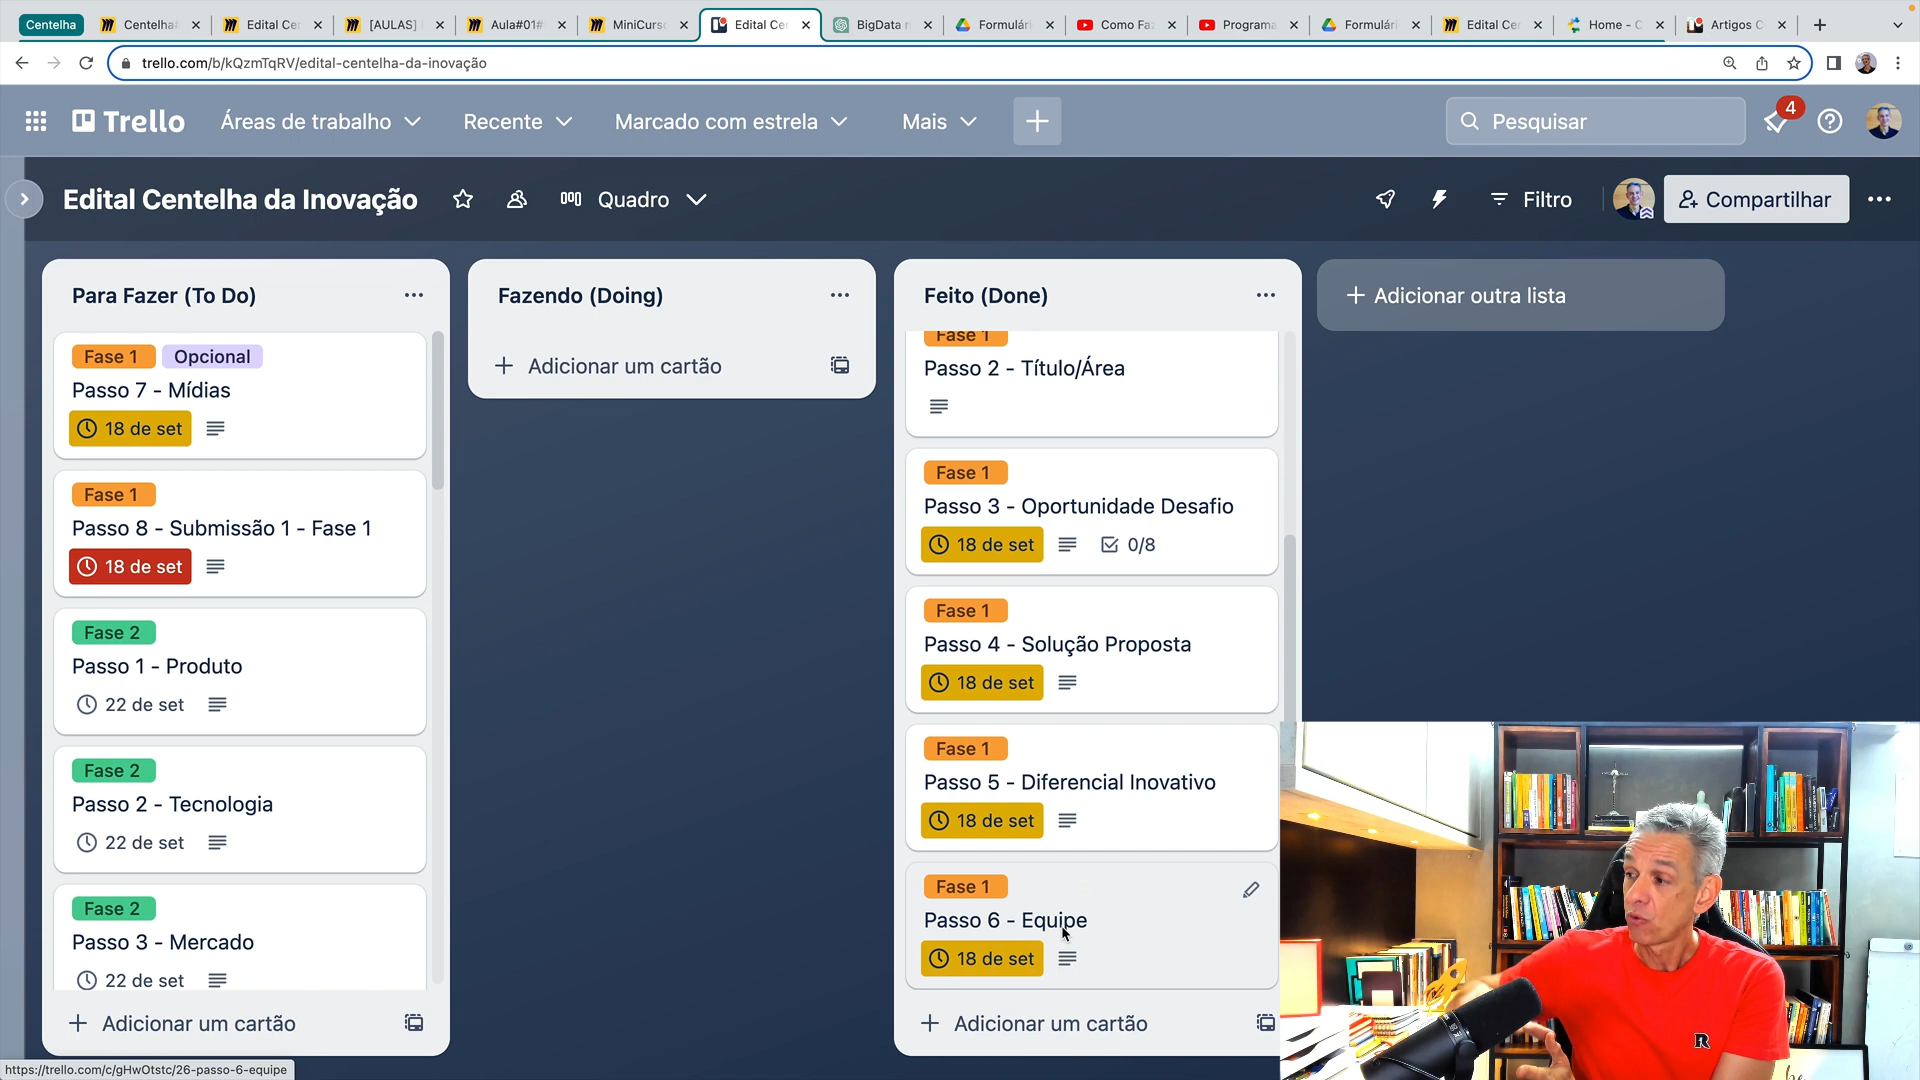 Centelha
Centelha
Edital Ce
[AULAS]
Aula#01#
MiniCurs
Edital Ce
BigData n
Formulári
Como Fa
Programa
Formulári
Edital Ce
Home - C
Artigos C
trello.com/b/kQzmTqRV/edital-centelha-da-inovação
Trello
Áreas de trabalho
Recente
Marcado com estrela
Mais
Pesquisar
4
Edital Centelha da Inovação
Quadro
Filtro
Compartilhar
Para Fazer (To Do)
Fase 1
Opcional
Passo 7 - Mídias
18 de set
Fase 1
Passo 8 - Submissão 1 - Fase 1
18 de set
Fase 2
Passo 1 - Produto
22 de set
Fase 2
Passo 2 - Tecnologia
22 de set
Fase 2
Passo 3 - Mercado
22 de set
Adicionar um cartão
Fazendo (Doing)
Adicionar um cartão
Feito (Done)
Fase 1
Passo 2 - Título/Área
Fase 1
Passo 3 - Oportunidade Desafio
18 de set
0/8
Fase 1
Passo 4 - Solução Proposta
18 de set
Fase 1
Passo 5 - Diferencial Inovativo
18 de set
Fase 1
Passo 6 - Equipe
18 de set
Adicionar um cartão
Adicionar outra lista
R
https://trello.com/c/gHwOtstc/26-passo-6-equipe